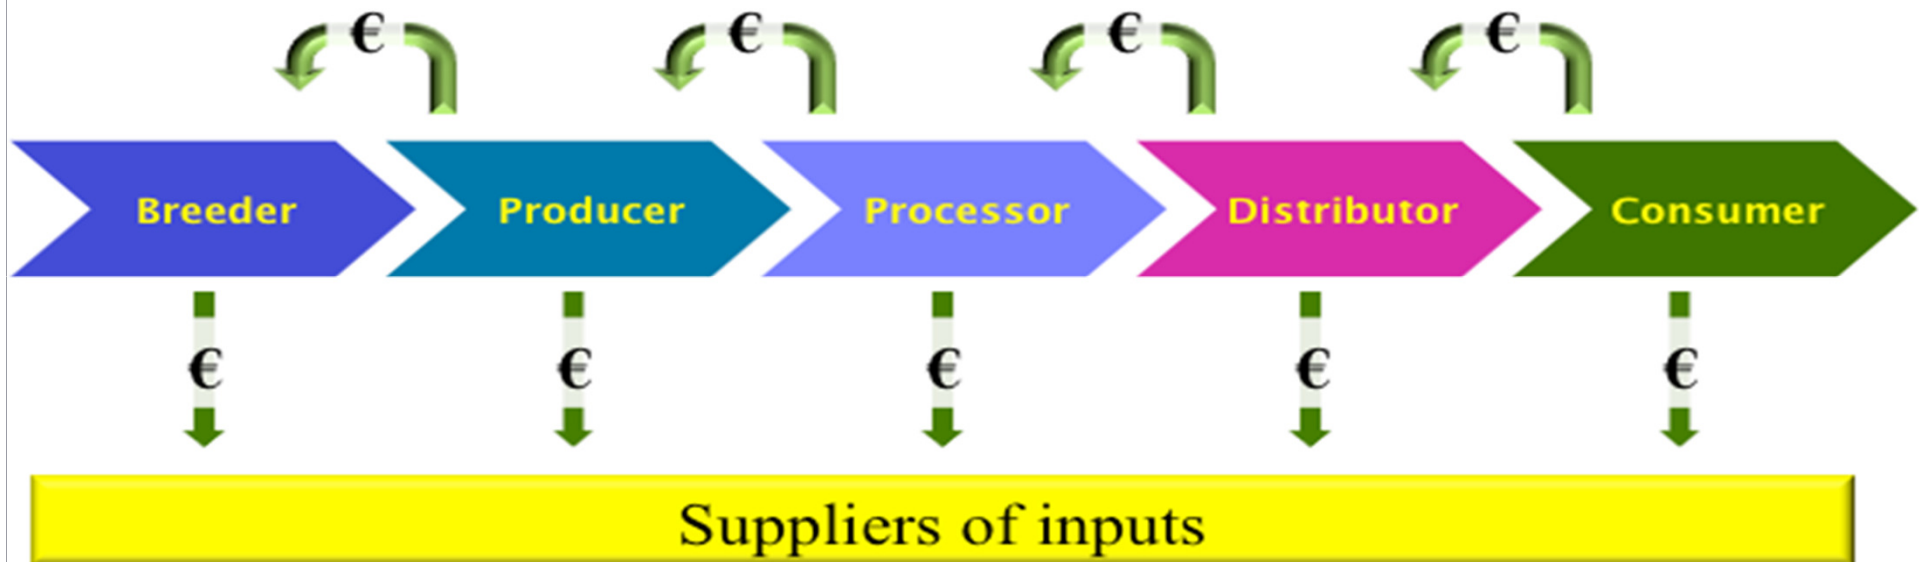 € € € €
Breeder Producer Processor Distributor Consumer
€ € € € €
Suppliers of inputs